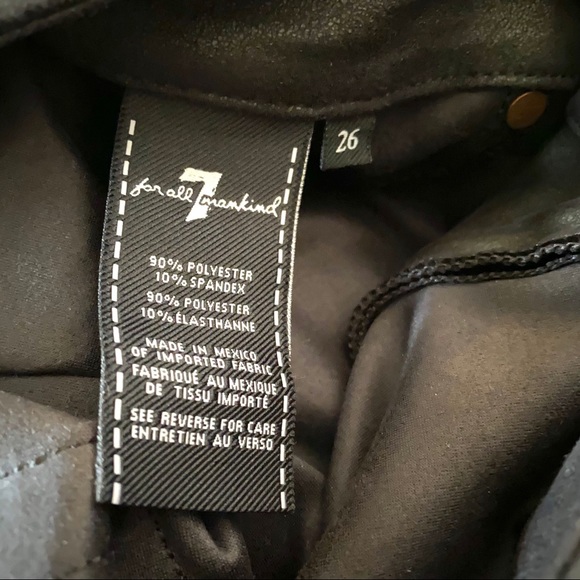 for all 7 mankind
26
90% POLYESTER
10% SPANDEX
90% POLYESTER
10% ÉLASTHANNE
MADE IN MEXICO
OF IMPORTED FABRIC
FABRIQUÉ AU MEXIQUE
DE TISSU IMPORTÉ
SEE REVERSE FOR CARE
ENTRETIEN AU VERSO